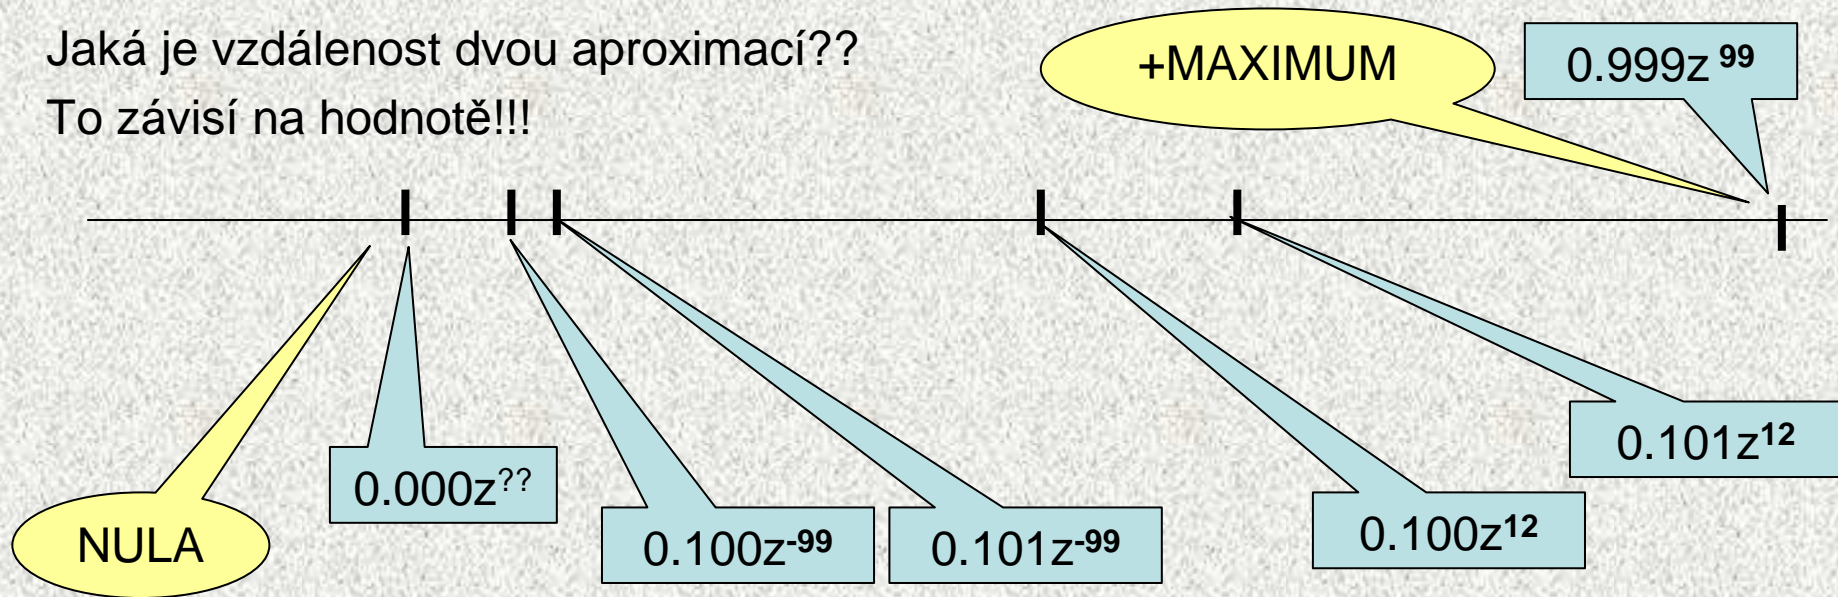 Jaká je vzdálenost dvou aproximací??
To závisí na hodnotě!!!
+MAXIMUM
0.999z ⁹⁹
NULA
0.000z??
0.100z⁻⁹⁹
0.101z⁻⁹⁹
0.100z¹²
0.101z¹²